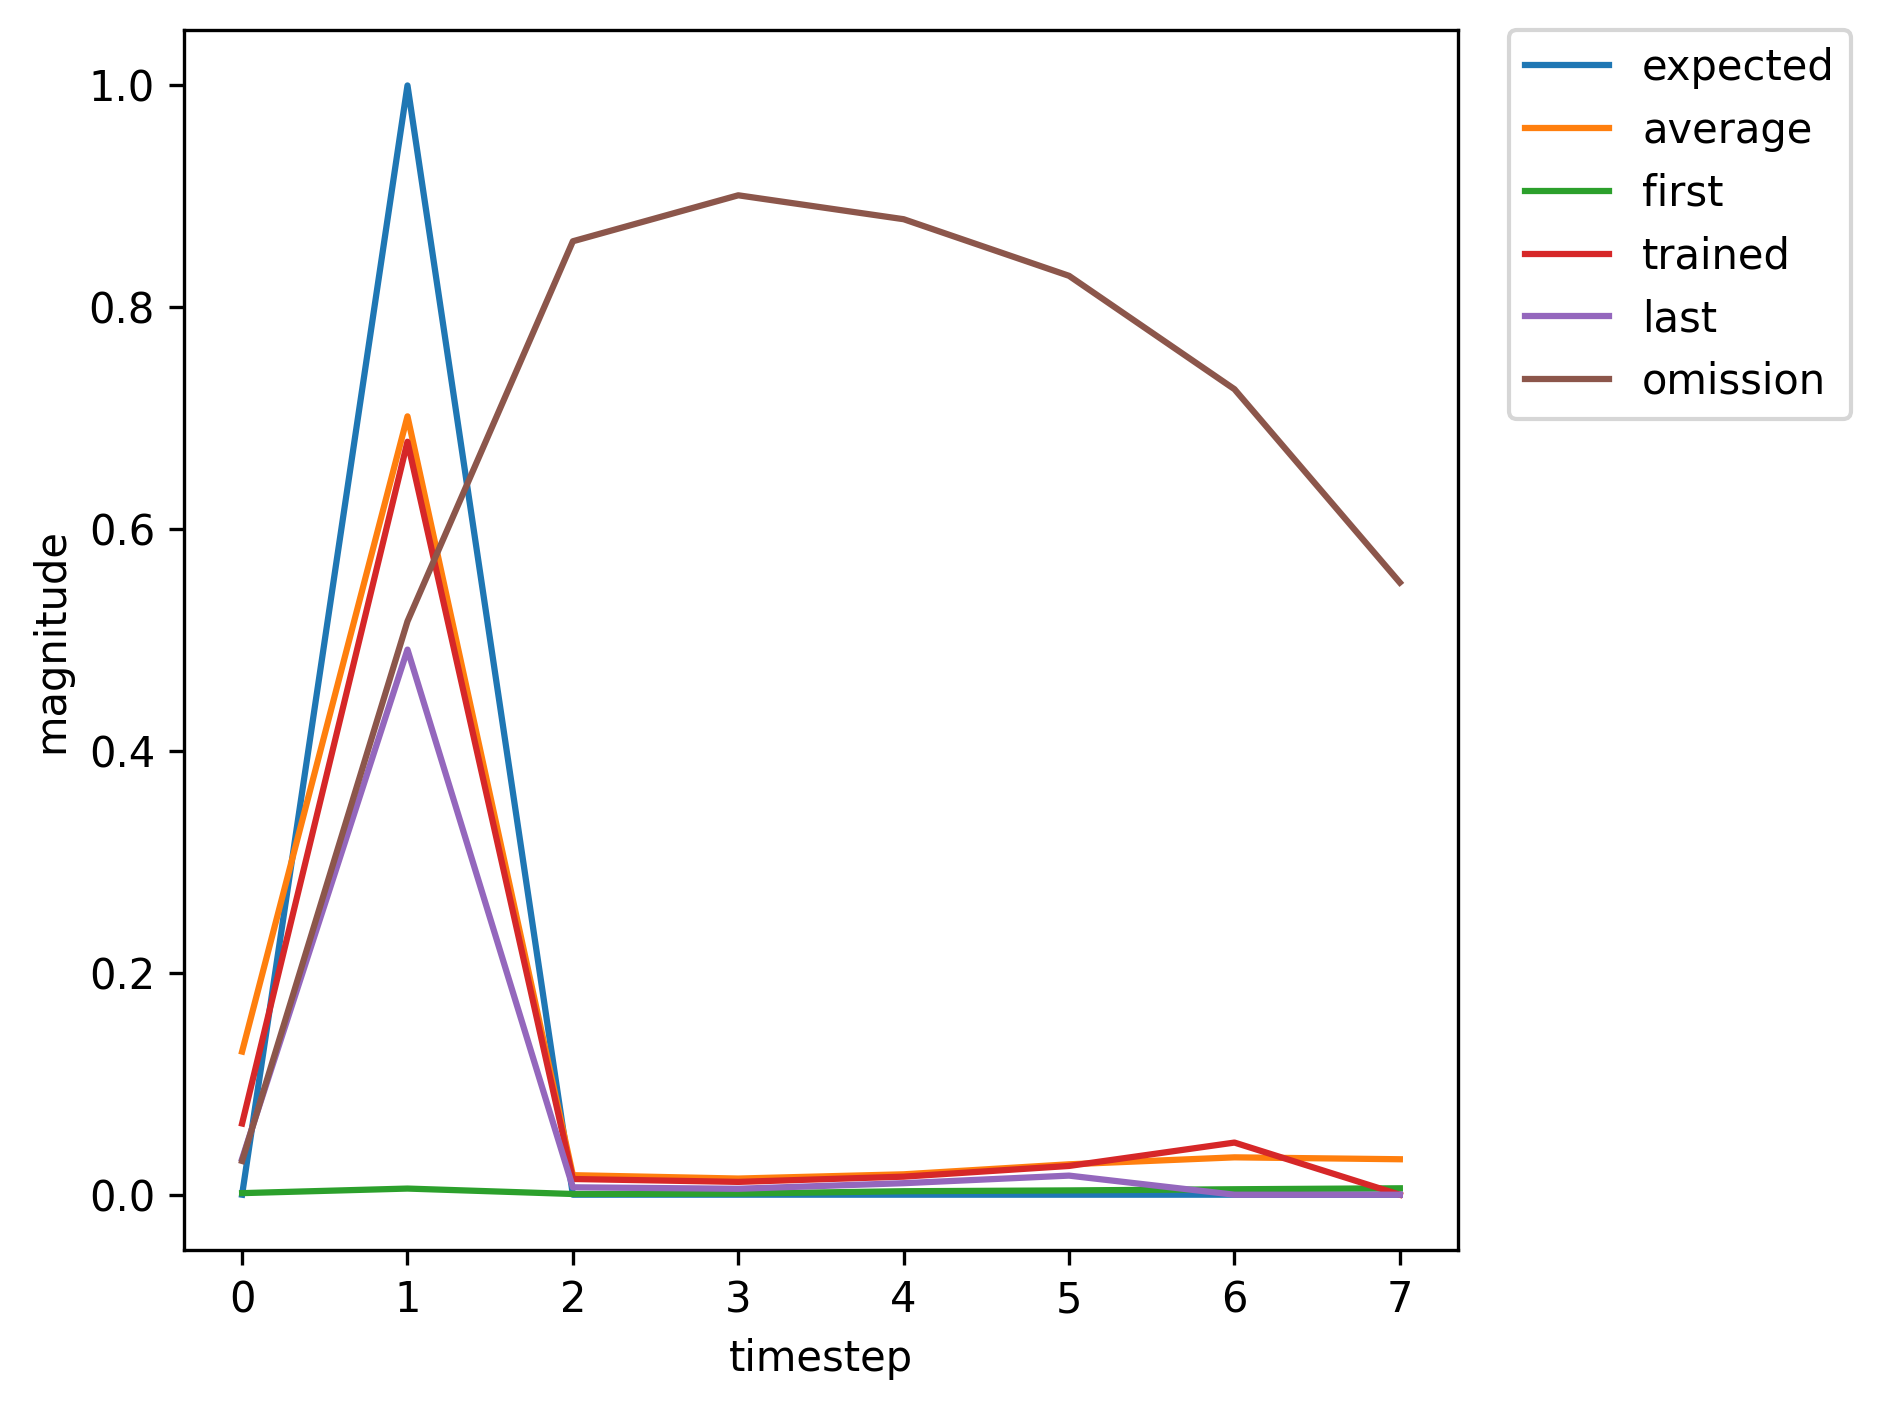 1.0
0.8
0.6
0.4
0.2
0.0
magnitude
0 1 2 3 4 5 6 7
timestep
expected
average
first
trained
last
omission